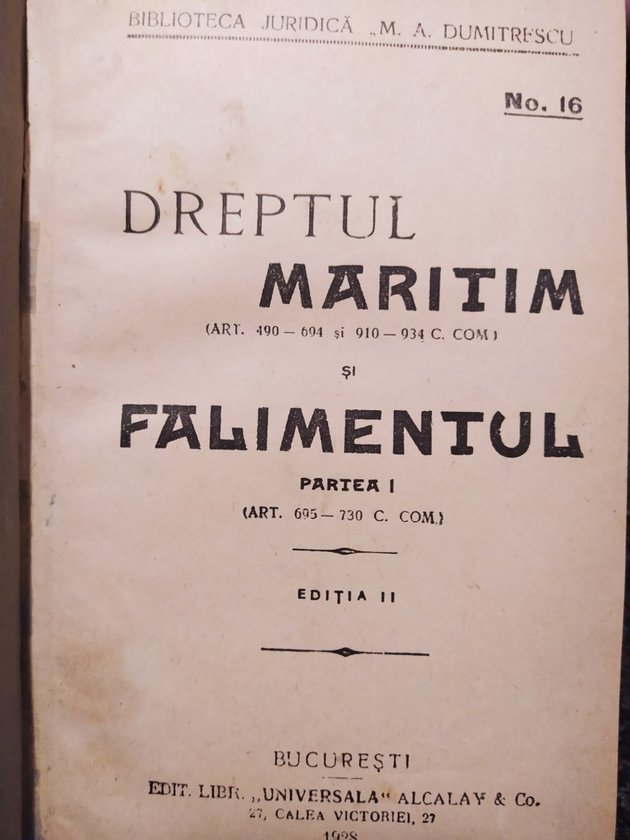 BIBLIOTECA JURIDICĂ „M. A. DUMITRESCU
No. 16
DREPTUL
MARITIM
(ART. 490 — 694 și 910 — 934 C. COM)
ȘI
FALIMENTUL
PARTEA I
(ART. 695 — 730 C. COM.)
EDIȚIA II
BUCUREȘTI
EDIT. LIBR. „UNIVERSALA“ ALCALAY & Co.
27, CALEA VICTORIEI, 27
1928